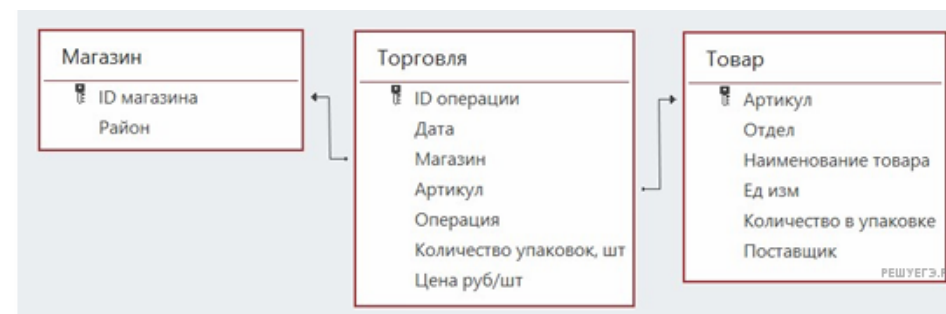 Магазин
ID магазина
Район
Торговля
ID операции
Дата
Магазин
Артикул
Операция
Количество упаковок, шт
Цена руб/шт
Товар
Артикул
Отдел
Наименование товара
Ед изм
Количество в упаковке
Поставщик
РЕШУЕГЭ.Р